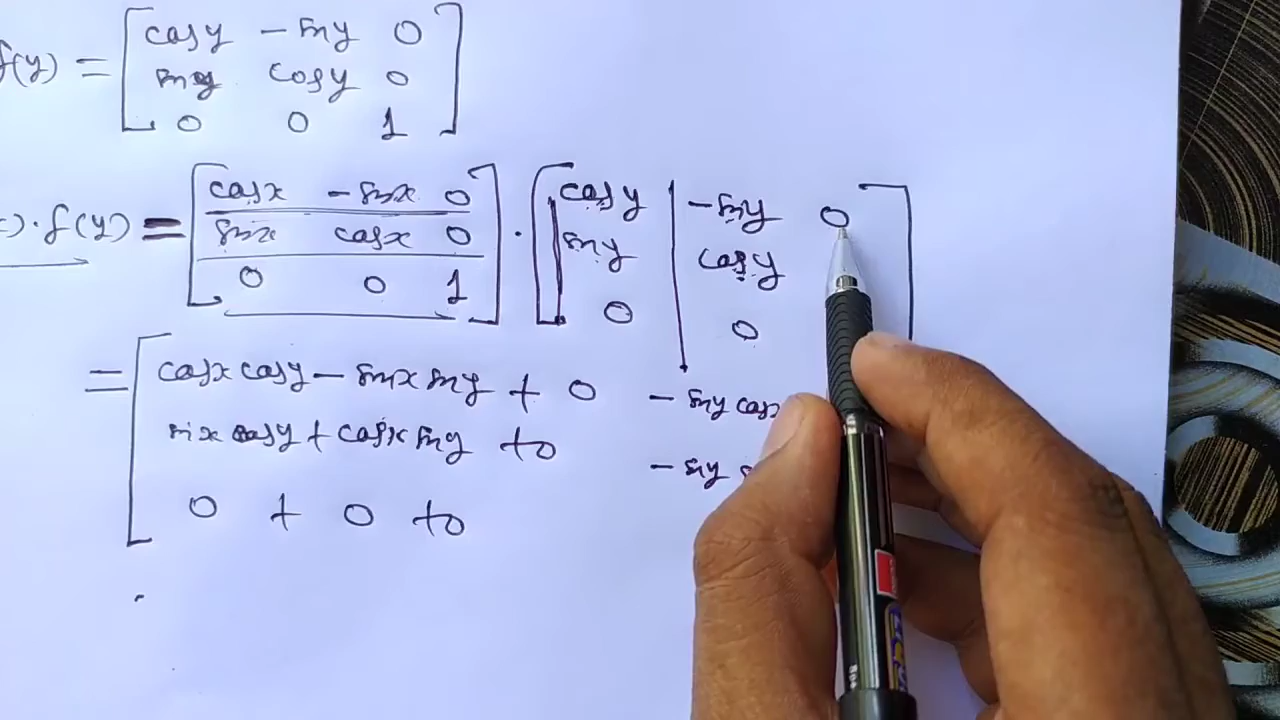 f(y) = [ cosy - siny 0
siny cosy 0
0 0 1 ]
) · f(y) = [ cosx - sinx 0 ] · [ cosy - siny 0 ]
sinx cosx 0 siny cosy
0 0 1 0 0
= [ cosx cosy - sinx siny + 0 - siny cosx
sinx cosy + cosx siny + 0 - siny
0 + 0 + 0